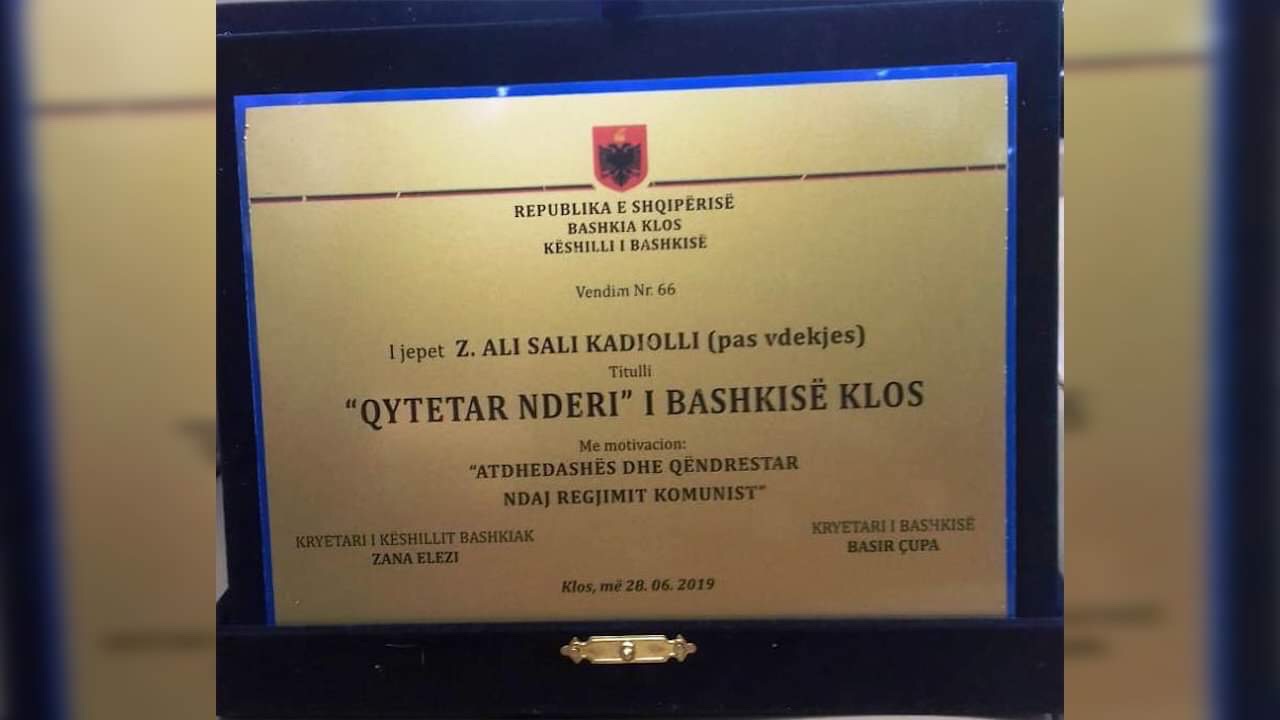 REPUBLIKA E SHQIPËRISË
BASHKIA KLOS
KËSHILLI I BASHKISË
Vendim Nr. 66
I jepet Z. ALI SALI KADIOLLI (pas vdekjes)
Titulli
“QYTETAR NDERI” I BASHKISË KLOS
Me motivacion:
“ATDHEDASHËS DHE QËNDRESTAR
NDAJ REGJIMIT KOMUNIST”
KRYETARI I KËSHILLIT BASHKIAK
ZANA ELEZI
KRYETARI I BASHKISË
BASIR ÇUPA
Klos, më 28. 06. 2019